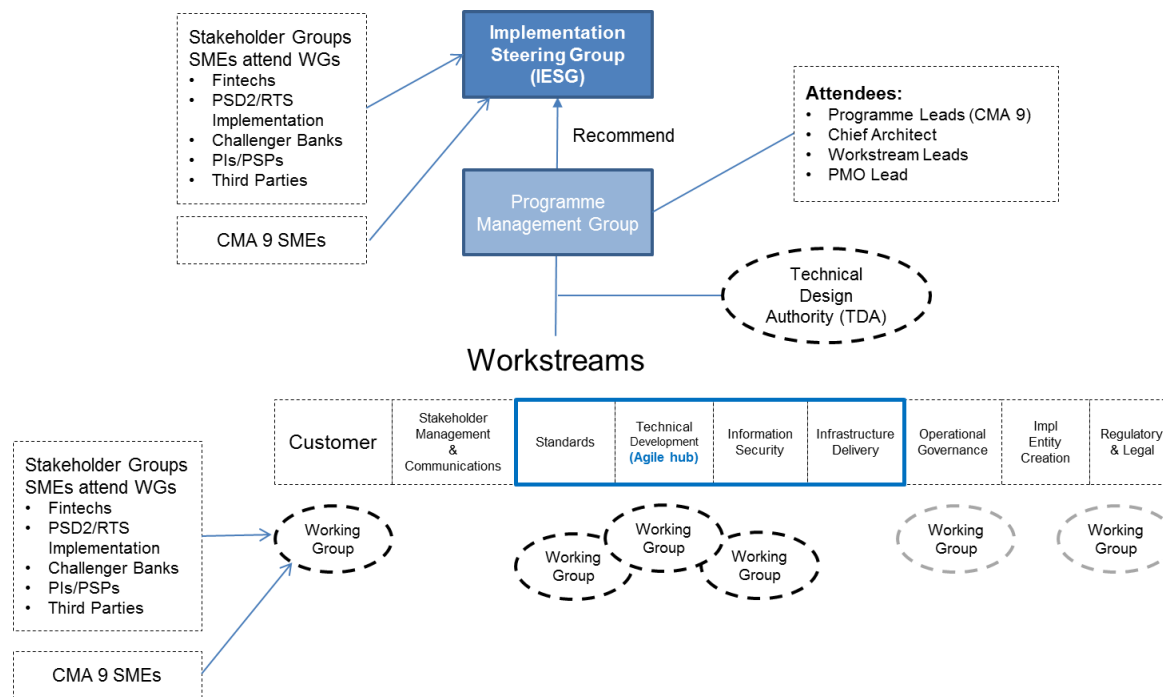 Stakeholder Groups
SMEs attend WGs
• Fintechs
• PSD2/RTS
Implementation
• Challenger Banks
• PIs/PSPs
• Third Parties
CMA 9 SMEs
Implementation
Steering Group
(IESG)
Recommend
Programme
Management Group
Attendees:
• Programme Leads (CMA 9)
• Chief Architect
• Workstream Leads
• PMO Lead
Technical
Design
Authority (TDA)
Workstreams
Customer
Stakeholder
Management
&
Communications
Standards
Technical
Development
(Agile hub)
Information
Security
Infrastructure
Delivery
Operational
Governance
Impl
Entity
Creation
Regulatory
& Legal
Stakeholder Groups
SMEs attend WGs
• Fintechs
• PSD2/RTS
Implementation
• Challenger Banks
• PIs/PSPs
• Third Parties
CMA 9 SMEs
Working
Group
Working
Group
Working
Group
Working
Group
Working
Group
Working
Group